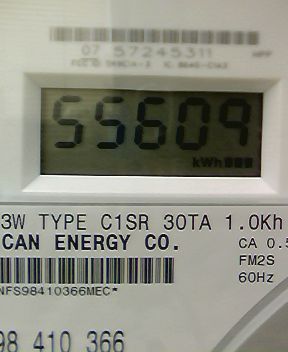 07 57245311
55609
kWh
3W TYPE C1SR 30TA 1.0Kh
CAN ENERGY CO.
CA 0.5
FM2S
60Hz
NFS98410366MEC*
98 410 366